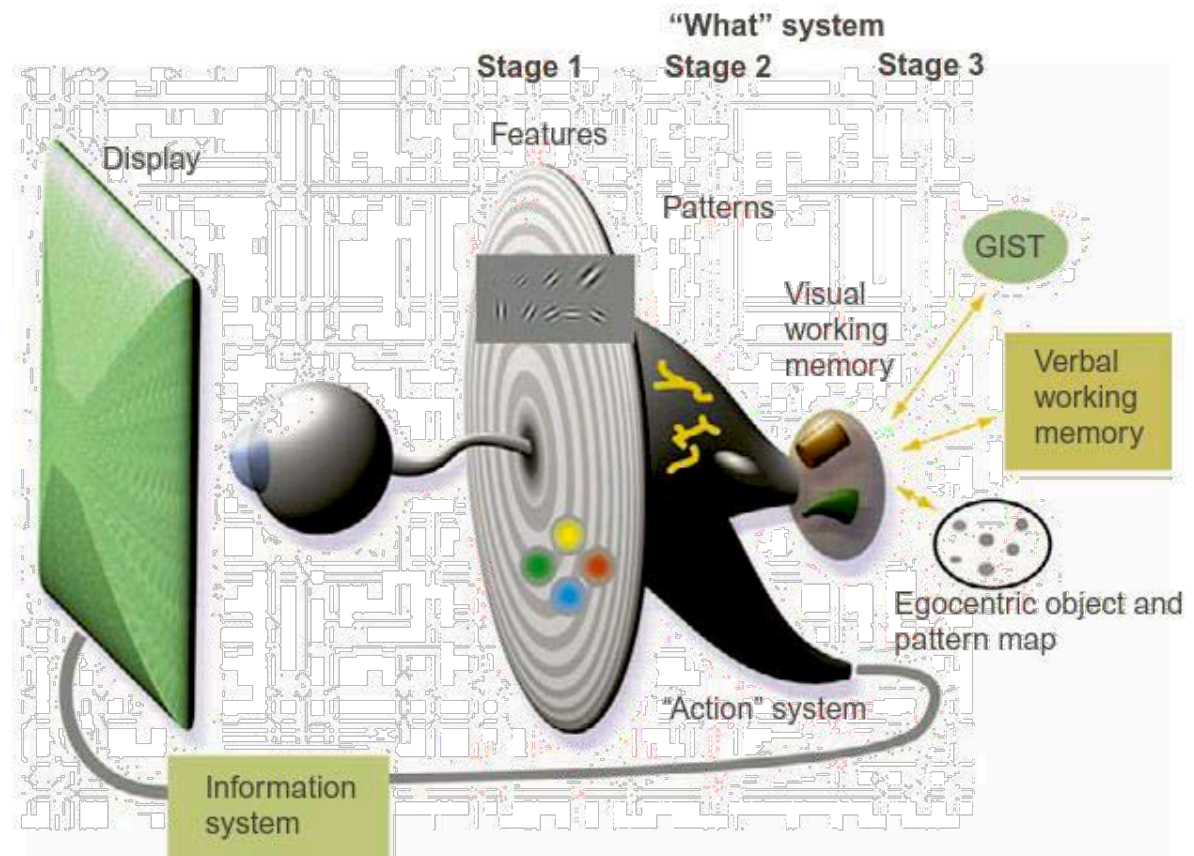 “What” system
Stage 1
Stage 2
Stage 3
Features
Display
Patterns
GIST
Visual
working
memory
Verbal
working
memory
Egocentric object and
pattern map
“Action” system
Information
system